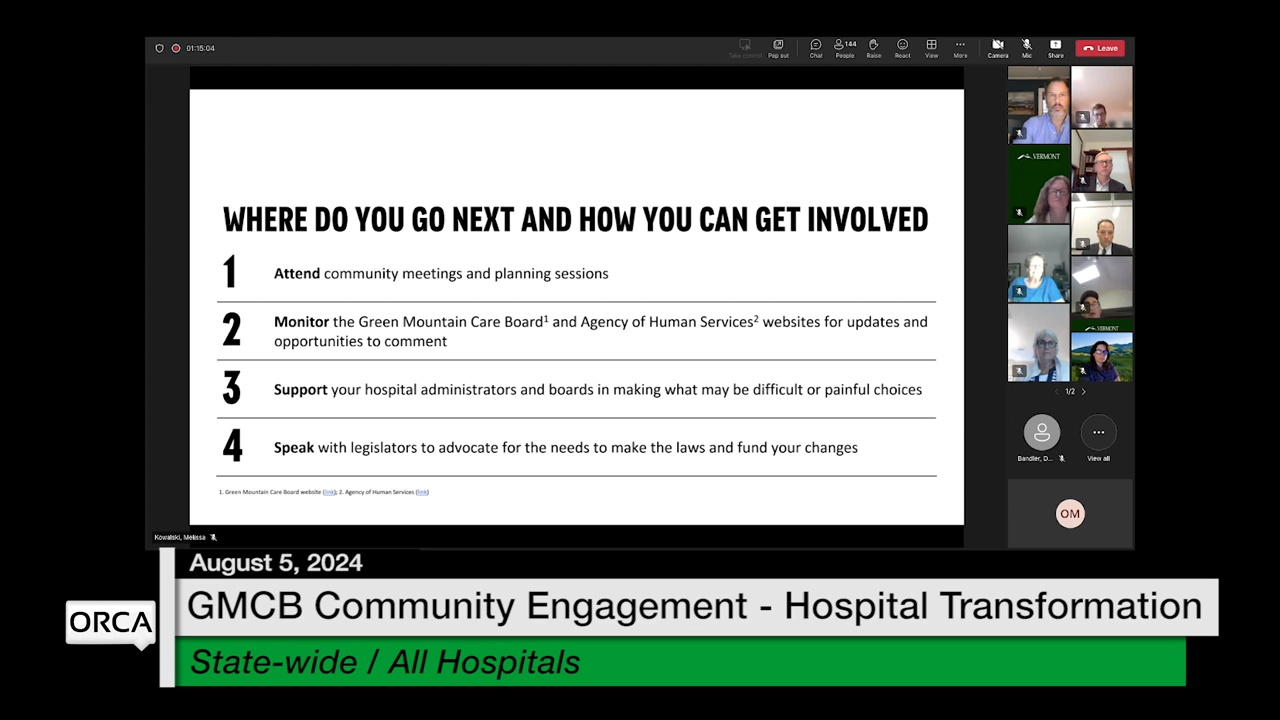 01:15:04
Take control
Pop out
Chat
144
People
Raise
React
View
More
Camera
Mic
Share
Leave
WHERE DO YOU GO NEXT AND HOW YOU CAN GET INVOLVED
1
Attend community meetings and planning sessions
2
Monitor the Green Mountain Care Board1 and Agency of Human Services2 websites for updates and
opportunities to comment
3
Support your hospital administrators and boards in making what may be difficult or painful choices
4
Speak with legislators to advocate for the needs to make the laws and fund your changes
1. Green Mountain Care Board website (link); 2. Agency of Human Services (link)
VERMONT
VERMONT
1/2
Bandler, D...
View all
OM
Kowalski, Melissa
August 5, 2024
GMCB Community Engagement - Hospital Transformation
ORCA
State-wide / All Hospitals